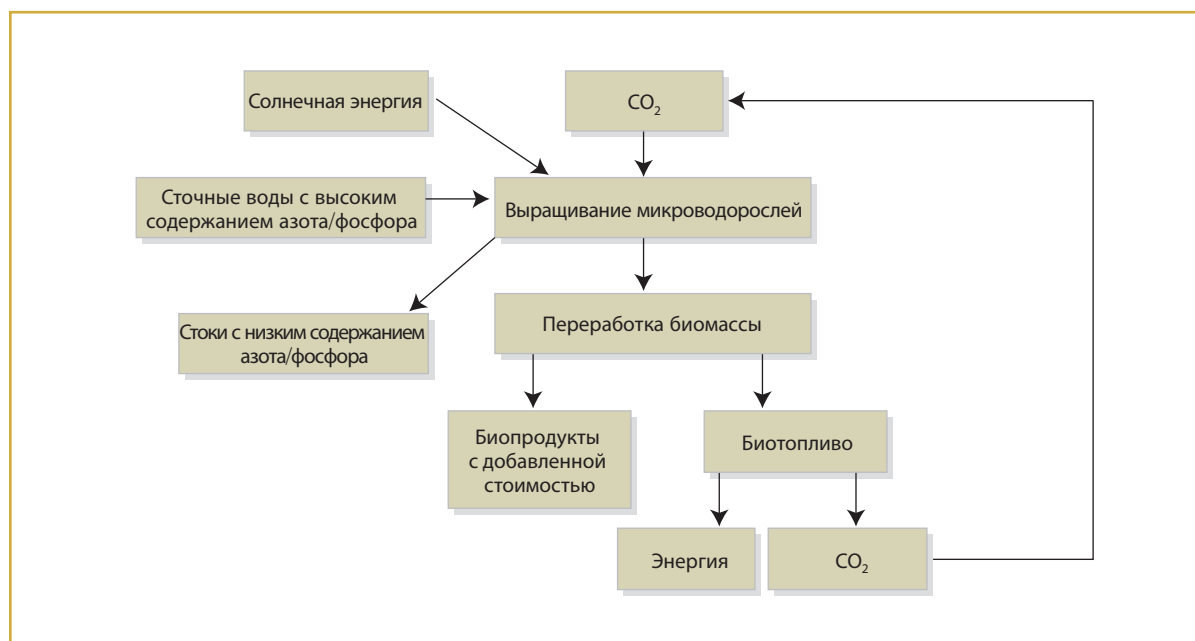 Солнечная энергия
CO₂
Сточные воды с высоким
содержанием азота/фосфора
Выращивание микроводорослей
Стоки с низким содержанием
азота/фосфора
Переработка биомассы
Биопродукты
с добавленной
стоимостью
Биотопливо
Энергия
CO₂